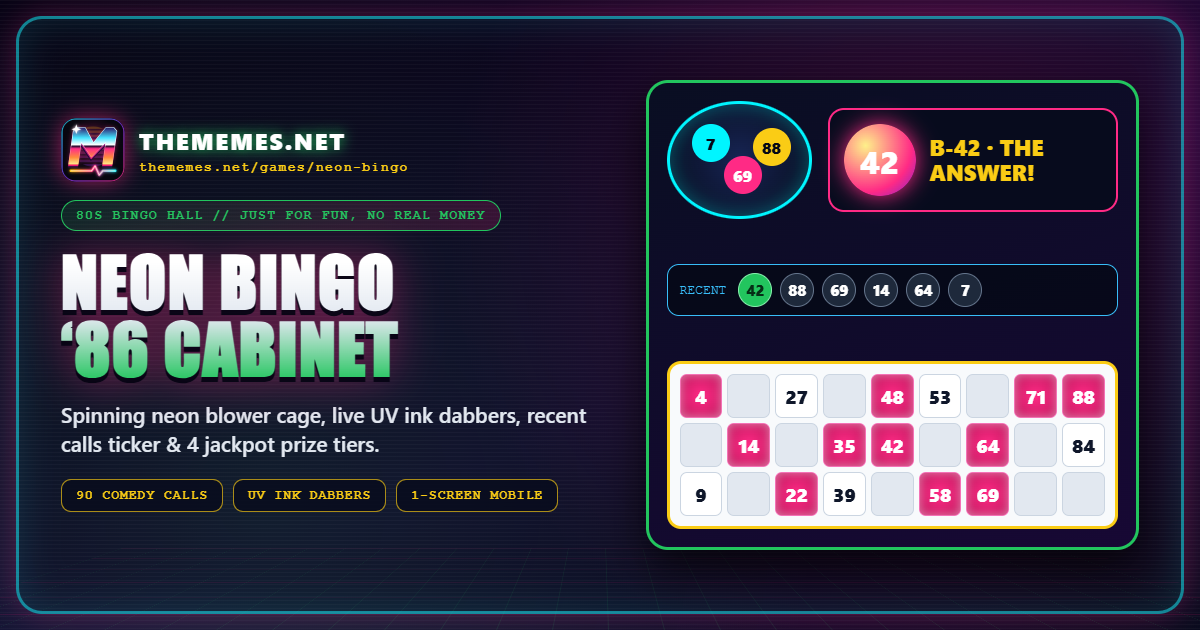 THEMEMES.NET
thememes.net/games/neon-bingo
80S BINGO HALL // JUST FOR FUN, NO REAL MONEY
NEON BINGO
‘86 CABINET
Spinning neon blower cage, live UV ink dabbers, recent
calls ticker & 4 jackpot prize tiers.
90 COMEDY CALLS
UV INK DABBERS
1-SCREEN MOBILE
7
88
69
42
B-42 · THE
ANSWER!
RECENT 42 88 69 14 64 7
4 27 48 53 71 88
14 35 42 64 84
9 22 39 58 69